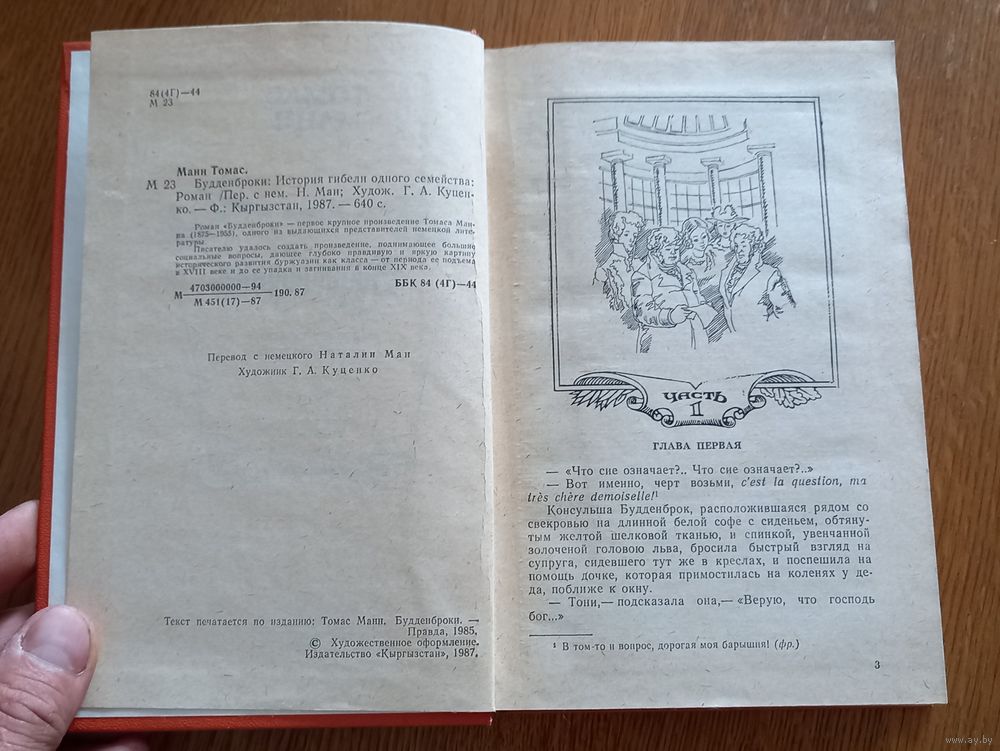 84(4Г)—44
М 23
Манн Томас.
М 23 Будденброки: История гибели одного семейства:
Роман /Пер. с нем. Н. Ман; Худож. Г. А. Куцен-
ко. — Ф.: Кыргызстан, 1987. — 640 с.
Роман «Будденброки» — первое крупное произведение Томаса Ман-
на (1875—1955), одного из выдающихся представителей немецкой лите-
ратуры.
Писателю удалось создать произведение, поднимающее большие
социальные вопросы, дающее глубоко правдивую и яркую картину
исторического развития буржуазии как класса — от периода ее подъема
в XVIII веке и до ее упадка и загнивания в конце XIX века.
М 4703000000—94 190.87 ББК 84 (4Г)—44
М 451(17)—87
Перевод с немецкого Наталии Ман
Художник Г. А. Куценко
Текст печатается по изданию: Томас Манн. Будденброки. —
Правда, 1985.
© Художественное оформление.
Издательство «Кыргызстан», 1987.
ЧАСТЬ
1
ГЛАВА ПЕРВАЯ
— «Что сие означает?.. Что сие означает?..»
— Вот именно, черт возьми, c'est la question, ma
très chère demoiselle!¹
Консульша Будденброк, расположившаяся рядом со
свекровью на длинной белой софе с сиденьем, обтяну-
тым желтой шелковой тканью, и спинкой, увенчанной
золоченой головою льва, бросила быстрый взгляд на
супруга, сидевшего тут же в креслах, и поспешила на
помощь дочке, которая примостилась на коленях у де-
да, поближе к окну.
— Тони,— подсказала она,— «Верую, что господь
бог...»
¹ В том-то и вопрос, дорогая моя барышня! (фр.)
3
www.ay.by